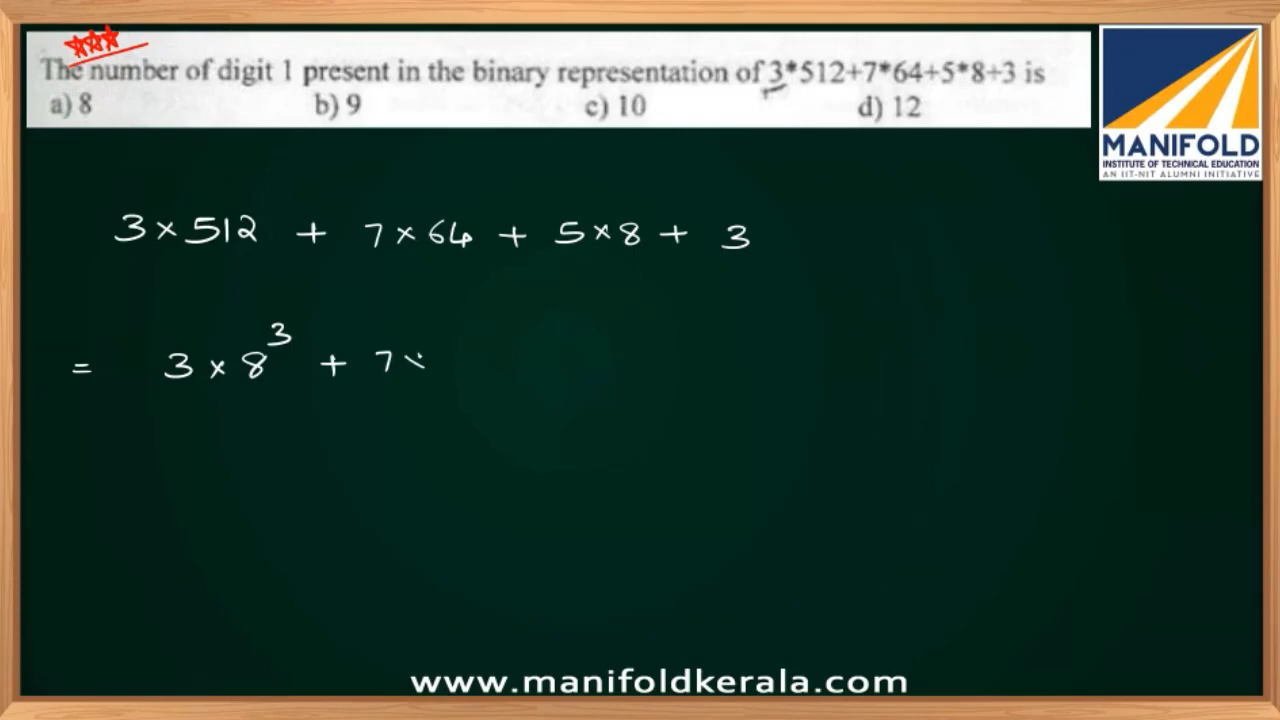 The number of digit 1 present in the binary representation of 3*512+7*64+5*8+3 is
a) 8 b) 9 c) 10 d) 12
MANIFOLD
INSTITUTE OF TECHNICAL EDUCATION
AN IIT-NIT ALUMNI INITIATIVE
3 × 512 + 7 × 64 + 5 × 8 + 3
= 3 × 8³ + 7 ×
www.manifoldkerala.com